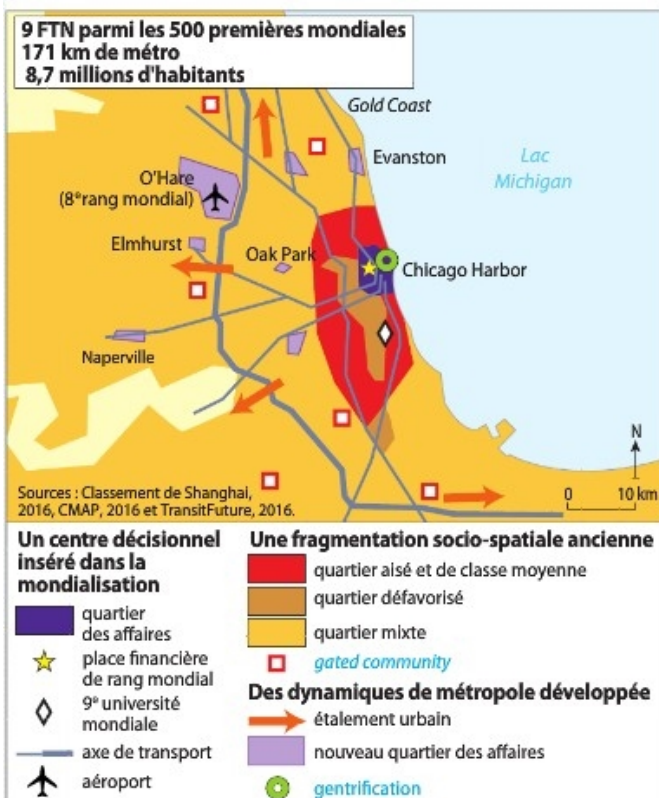 9 FTN parmi les 500 premières mondiales
171 km de métro
8,7 millions d'habitants
Gold Coast
Evanston
Lac
Michigan
O'Hare
(8e rang mondial)
Elmhurst
Oak Park
Chicago Harbor
Naperville
N
Sources : Classement de Shanghai,
2016, CMAP, 2016 et TransitFuture, 2016.
0 10 km
Un centre décisionnel
inséré dans la
mondialisation
quartier
des affaires
place financière
de rang mondial
9e université
mondiale
axe de transport
aéroport
Une fragmentation socio-spatiale ancienne
quartier aisé et de classe moyenne
quartier défavorisé
quartier mixte
gated community
Des dynamiques de métropole développée
étalement urbain
nouveau quartier des affaires
gentrification